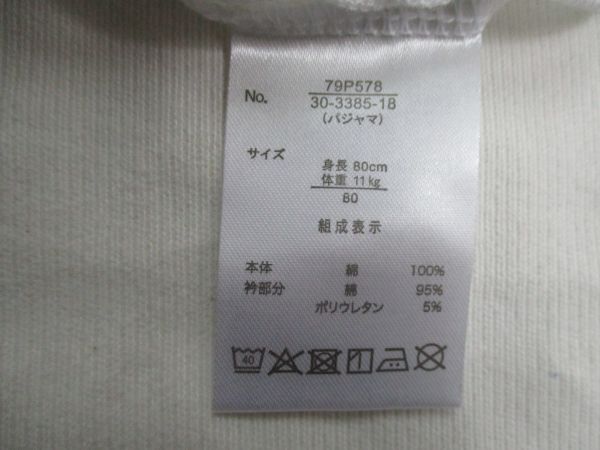 79P578
No.
30-3385-18
(パジャマ)
サイズ
身長 80cm
体重 11kg
80
組成表示
本体 綿 100%
衿部分 綿 95%
ポリウレタン 5%
40